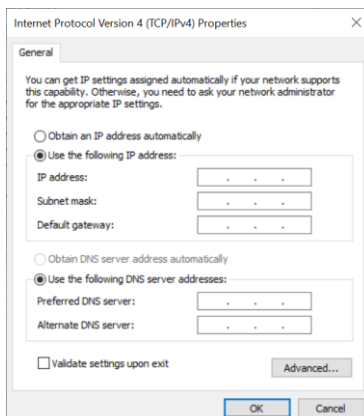 Internet Protocol Version 4 (TCP/IPv4) Properties
General
You can get IP settings assigned automatically if your network supports
this capability. Otherwise, you need to ask your network administrator
for the appropriate IP settings.
Obtain an IP address automatically
Use the following IP address:
IP address:
Subnet mask:
Default gateway:
Obtain DNS server address automatically
Use the following DNS server addresses:
Preferred DNS server:
Alternate DNS server:
Validate settings upon exit
Advanced...
OK Cancel